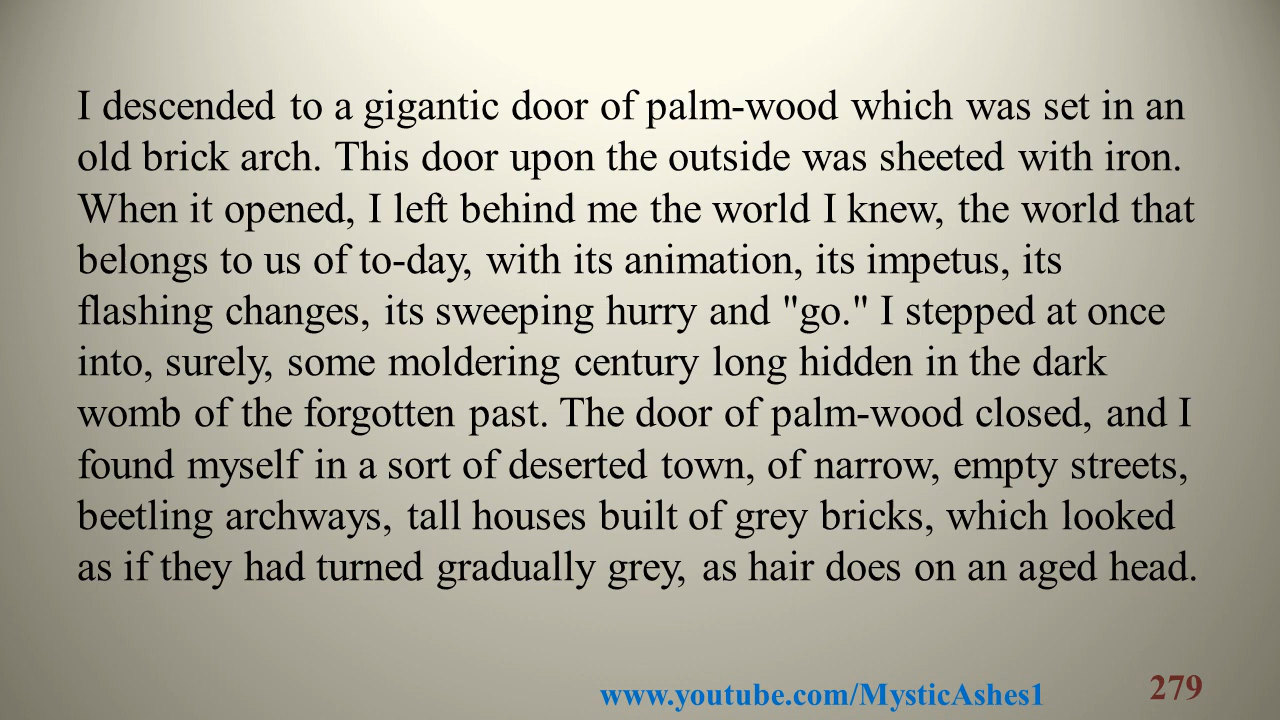 I descended to a gigantic door of palm-wood which was set in an
old brick arch. This door upon the outside was sheeted with iron.
When it opened, I left behind me the world I knew, the world that
belongs to us of to-day, with its animation, its impetus, its
flashing changes, its sweeping hurry and "go." I stepped at once
into, surely, some moldering century long hidden in the dark
womb of the forgotten past. The door of palm-wood closed, and I
found myself in a sort of deserted town, of narrow, empty streets,
beetling archways, tall houses built of grey bricks, which looked
as if they had turned gradually grey, as hair does on an aged head.
www.youtube.com/MysticAshes1
279